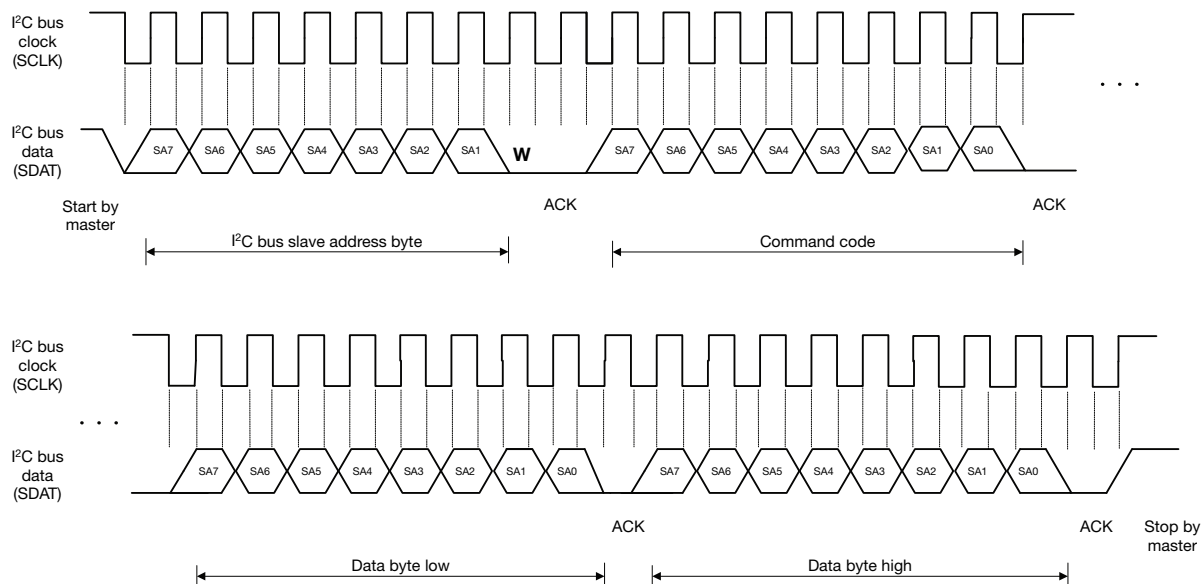 I²C bus
clock
(SCLK)
. . .
I²C bus
data
(SDAT)
SA7 SA6 SA5 SA4 SA3 SA2 SA1 W SA7 SA6 SA5 SA4 SA3 SA2 SA1 SA0
Start by
master
ACK ACK
I²C bus slave address byte Command code
I²C bus
clock
(SCLK)
. . .
I²C bus
data
(SDAT)
SA7 SA6 SA5 SA4 SA3 SA2 SA1 SA0 SA7 SA6 SA5 SA4 SA3 SA2 SA1 SA0
ACK ACK Stop by
master
Data byte low Data byte high